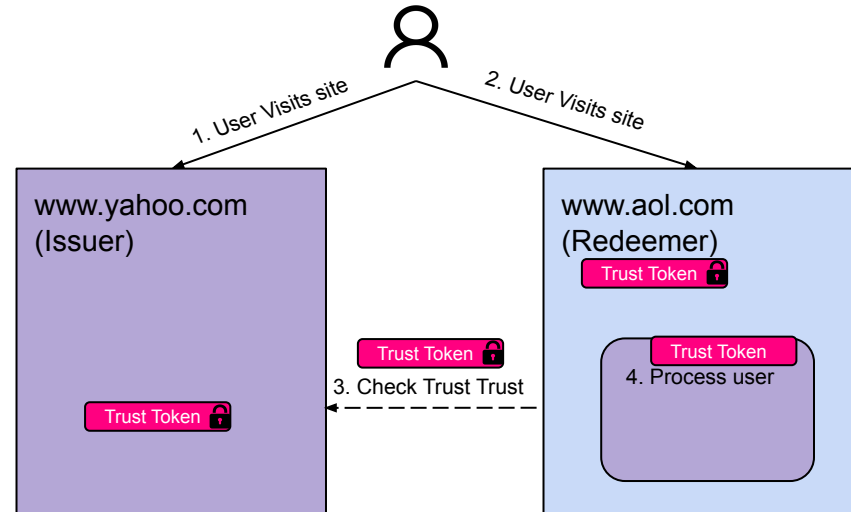 1. User Visits site
2. User Visits site
www.yahoo.com
(Issuer)
www.aol.com
(Redeemer)
Trust Token
Trust Token
3. Check Trust Trust
Trust Token
4. Process user
Trust Token